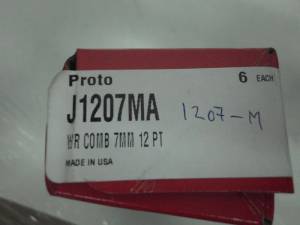 Proto 6 EACH
J1207MA 1207-M
WR COMB 7MM 12 PT
MADE IN USA